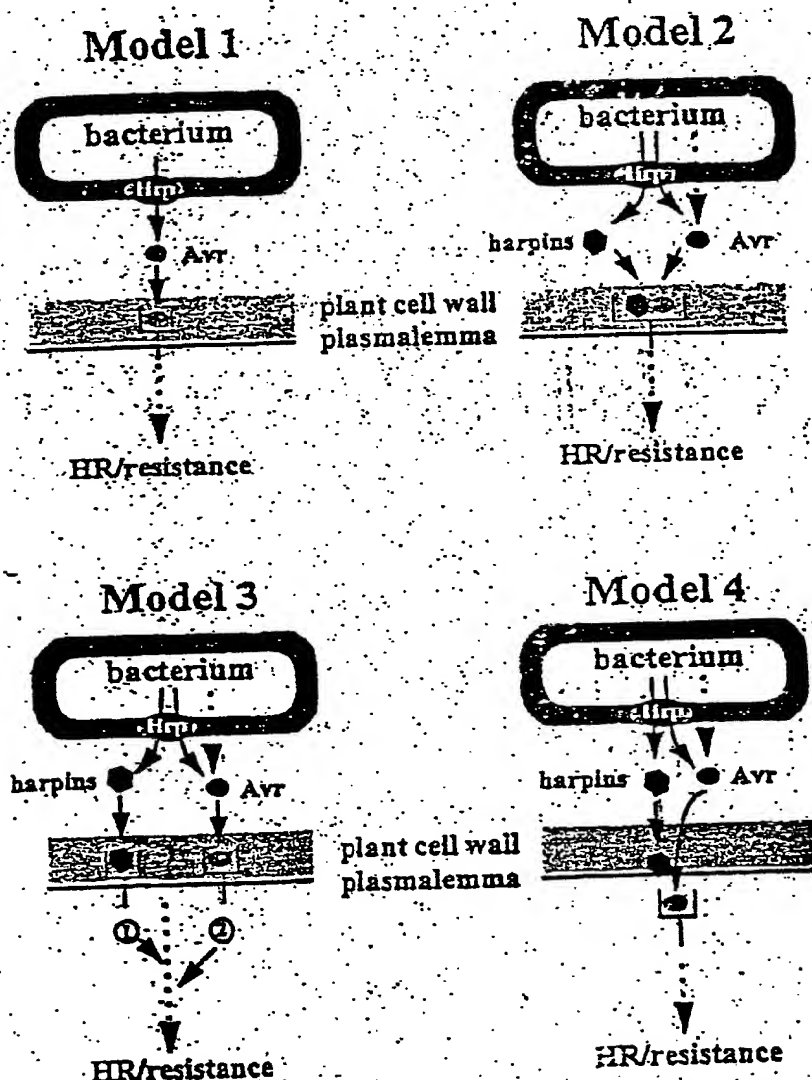 Model 1
bacterium
Hrp
Avr
HR/resistance
Model 2
bacterium
Hrp
harpins
Avr
plant cell wall
plasmalemma
HR/resistance
Model 3
bacterium
Hrp
harpins
Avr
1
2
HR/resistance
plant cell wall
plasmalemma
Model 4
bacterium
Hrp
harpins
Avr
HR/resistance